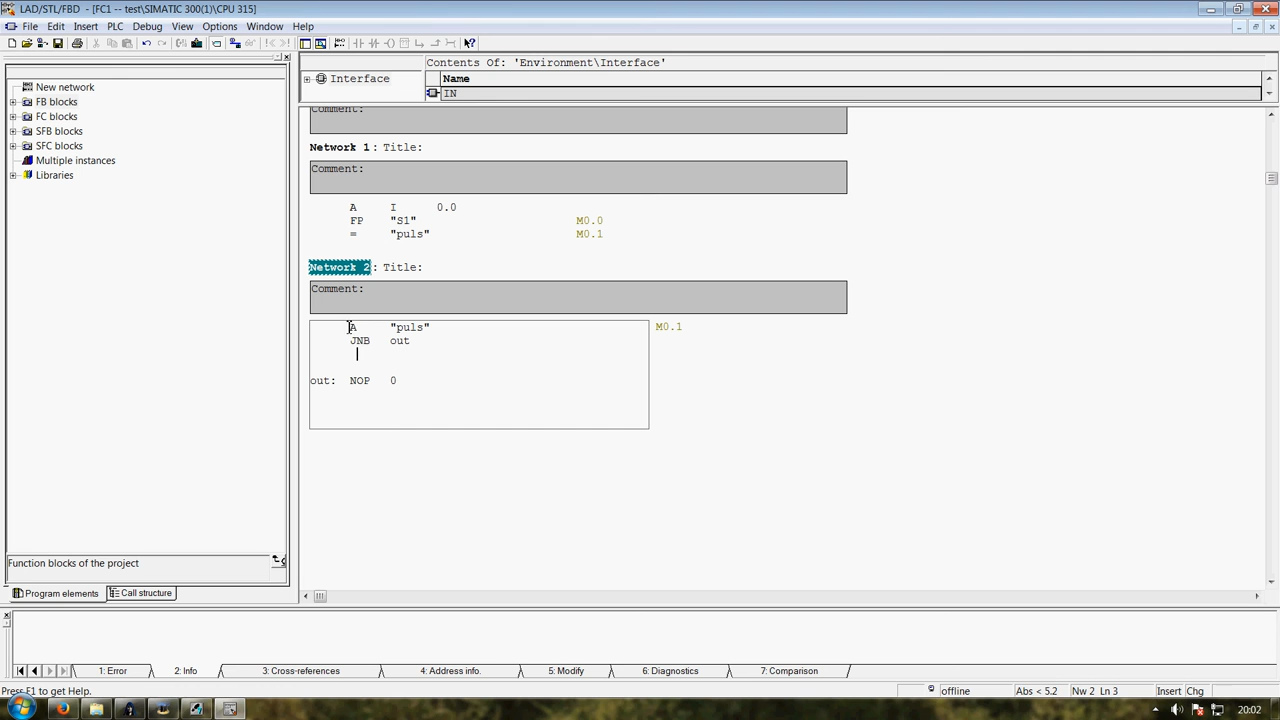 LAD/STL/FBD - [FC1 -- test\SIMATIC 300(1)\CPU 315]
File Edit Insert PLC Debug View Options Window Help
New network
FB blocks
FC blocks
SFB blocks
SFC blocks
Multiple instances
Libraries
Function blocks of the project
Program elements Call structure
Contents Of: 'Environment\Interface'
Interface
Name
IN
Comment:
Network 1: Title:
Comment:
A I 0.0
FP "S1" M0.0
= "puls" M0.1
Network 2: Title:
Comment:
A "puls" M0.1
JNB out
out: NOP 0
1: Error 2: Info 3: Cross-references 4: Address info. 5: Modify 6: Diagnostics 7: Comparison
Press F1 to get Help. offline Abs < 5.2 Nw 2 Ln 3 Insert Chg
20:02